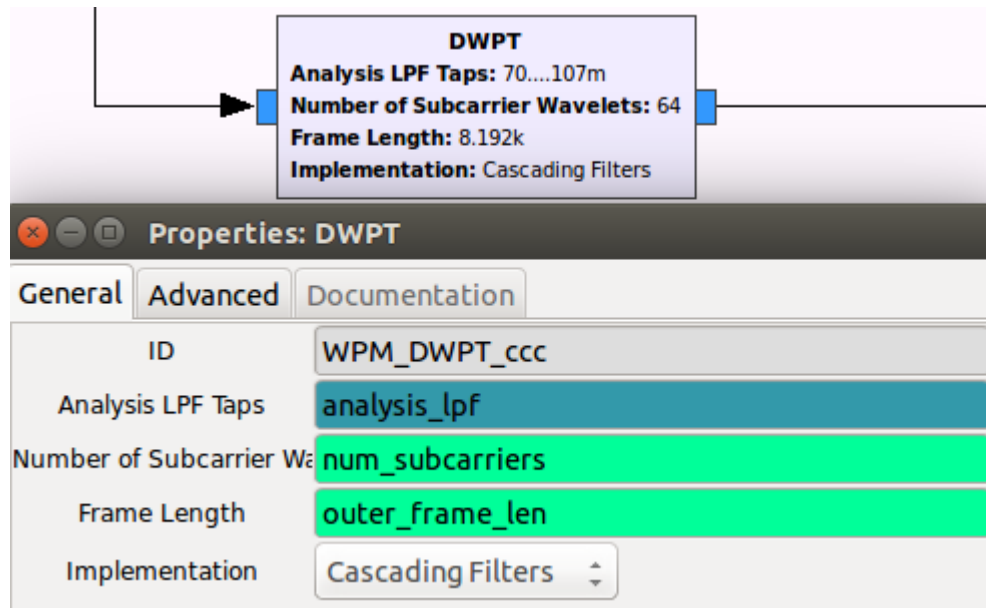 DWPT
Analysis LPF Taps: 70....107m
Number of Subcarrier Wavelets: 64
Frame Length: 8.192k
Implementation: Cascading Filters
Properties: DWPT
General Advanced Documentation
ID WPM_DWPT_ccc
Analysis LPF Taps analysis_lpf
Number of Subcarrier Wa num_subcarriers
Frame Length outer_frame_len
Implementation Cascading Filters